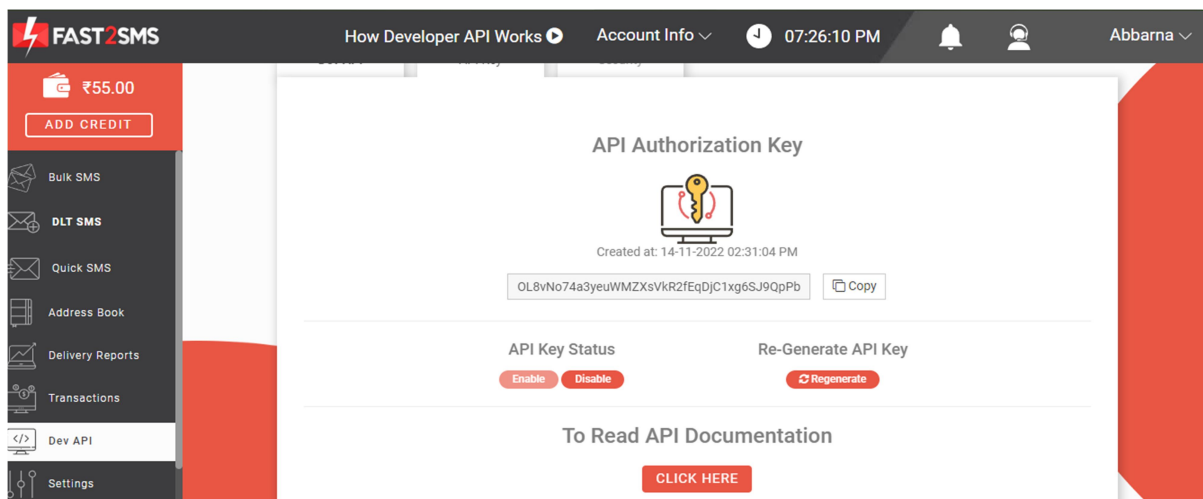 FAST2SMS
How Developer API Works
Account Info
07:26:10 PM
Abbarna
₹55.00
ADD CREDIT
Bulk SMS
DLT SMS
Quick SMS
Address Book
Delivery Reports
Transactions
Dev API
Settings
API Authorization Key
Created at: 14-11-2022 02:31:04 PM
OL8vNo74a3yeuWMZXsVkR2fEqDjC1xg6SJ9QpPb
Copy
API Key Status
Re-Generate API Key
Enable
Disable
Regenerate
To Read API Documentation
CLICK HERE